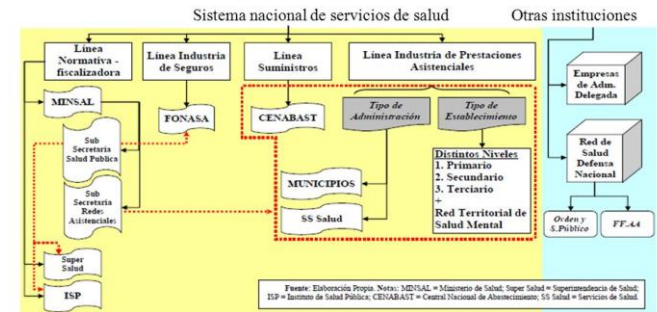 Sistema nacional de servicios de salud
Otras instituciones
Línea
Normativa -
fiscalizadora
Línea Industria
de Seguros
Línea
Suministros
Línea Industria de Prestaciones
Asistenciales
Empresas
de Adm.
Delegada
MINSAL
FONASA
CENABAST
Tipo de
Administración
Tipo de
Establecimiento
Sub
Secretaría
Salud Publica
Sub
Secretaría
Redes
Asistenciales
MUNICIPIOS
SS Salud
Distintos Niveles
1. Primario
2. Secundario
3. Terciario
+
Red Territorial de
Salud Mental
Red de
Salud
Defensa
Nacional
Orden y
S.Público
FF.AA
Super
Salud
ISP
Fuente: Elaboración Propia. Notas: MINSAL = Ministerio de Salud; Super Salud = Superintendencia de Salud;
ISP = Instituto de Salud Pública; CENABAST = Central Nacional de Abastecimiento; SS Salud = Servicios de Salud.